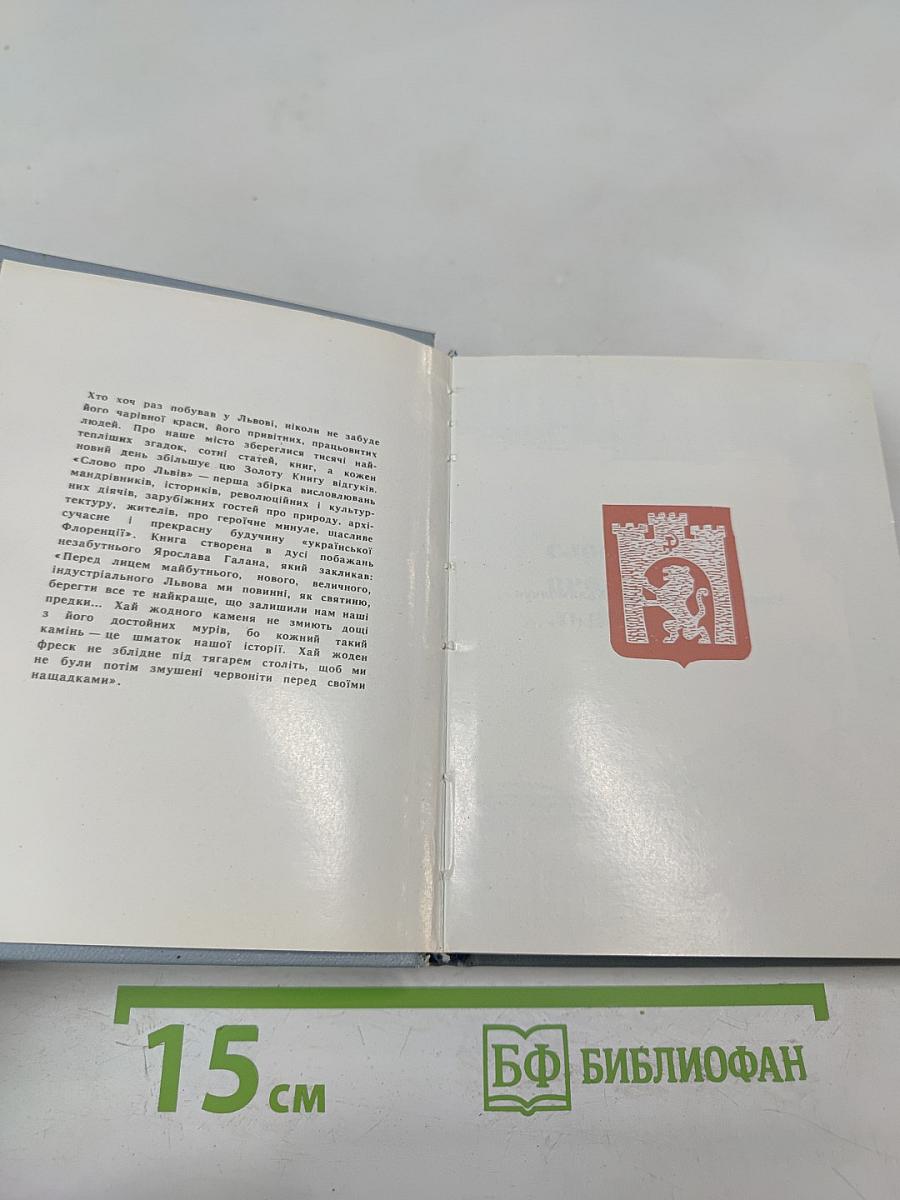 Хто хоч раз побував у Львові, ніколи не забуде
його чарівної краси, його привітних, працьовитих
людей. Про наше місто збереглися тисячі най-
тепліших згадок, сотні статей, книг, а кожен
новий день збільшує цю Золоту Книгу відгуків.
«Слово про Львів» — перша збірка висловлювань
мандрівників, істориків, революційних і культур-
них діячів, зарубіжних гостей про природу, архі-
тектуру, жителів, про героїчне минуле, щасливе
сучасне і прекрасну будучину «української
Флоренції». Книга створена в дусі побажань
незабутнього Ярослава Галана, який закликав:
«Перед лицем майбутнього, нового, величного,
індустріального Львова ми повинні, як святиню,
берегти все те найкраще, що залишили нам наші
предки... Хай жодного каменя не змиють дощі
з його достойних мурів, бо кожний такий
камінь — це шматок нашої історії. Хай жоден
фреск не зблідне під тягарем століть, щоб ми
не були потім змушені червоніти перед своїми
нащадками».
15 см
БФ БИБЛИОФАН